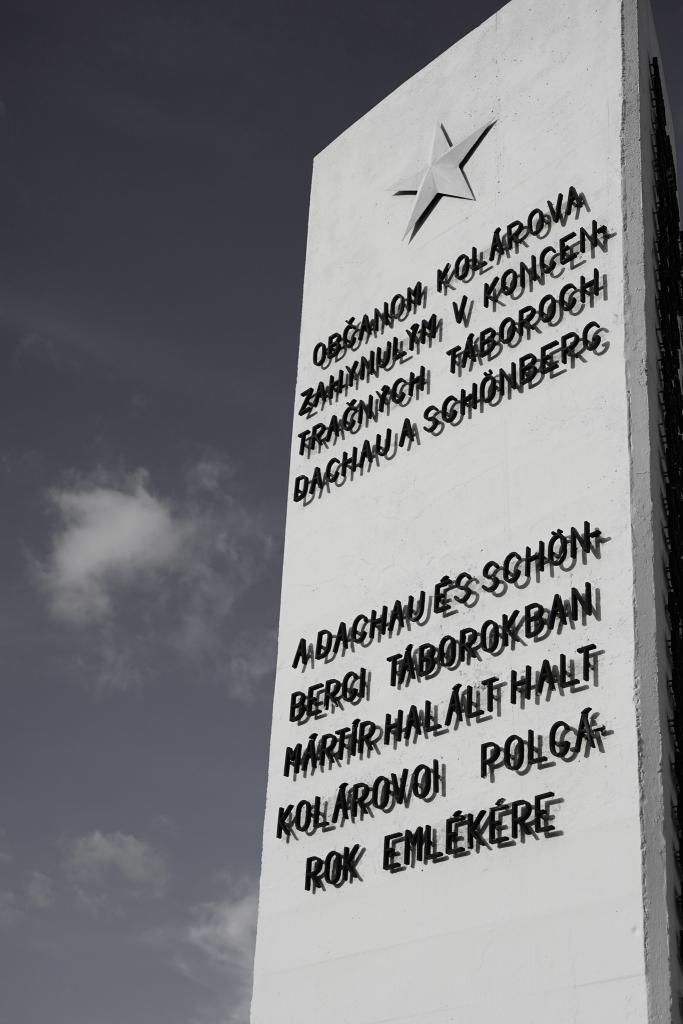 OBČANOM KOLÁROVA
ZAHYNULÝM V KONCEN-
TRAČNÝCH TÁBOROCH
DACHAU A SCHÖNBERG
A DACHAU ÉS SCHÖN-
BERGI TÁBOROKBAN
MÁRTÍR HALÁLT HALT
KOLÁROVOI POLGÁ-
ROK EMLÉKÉRE